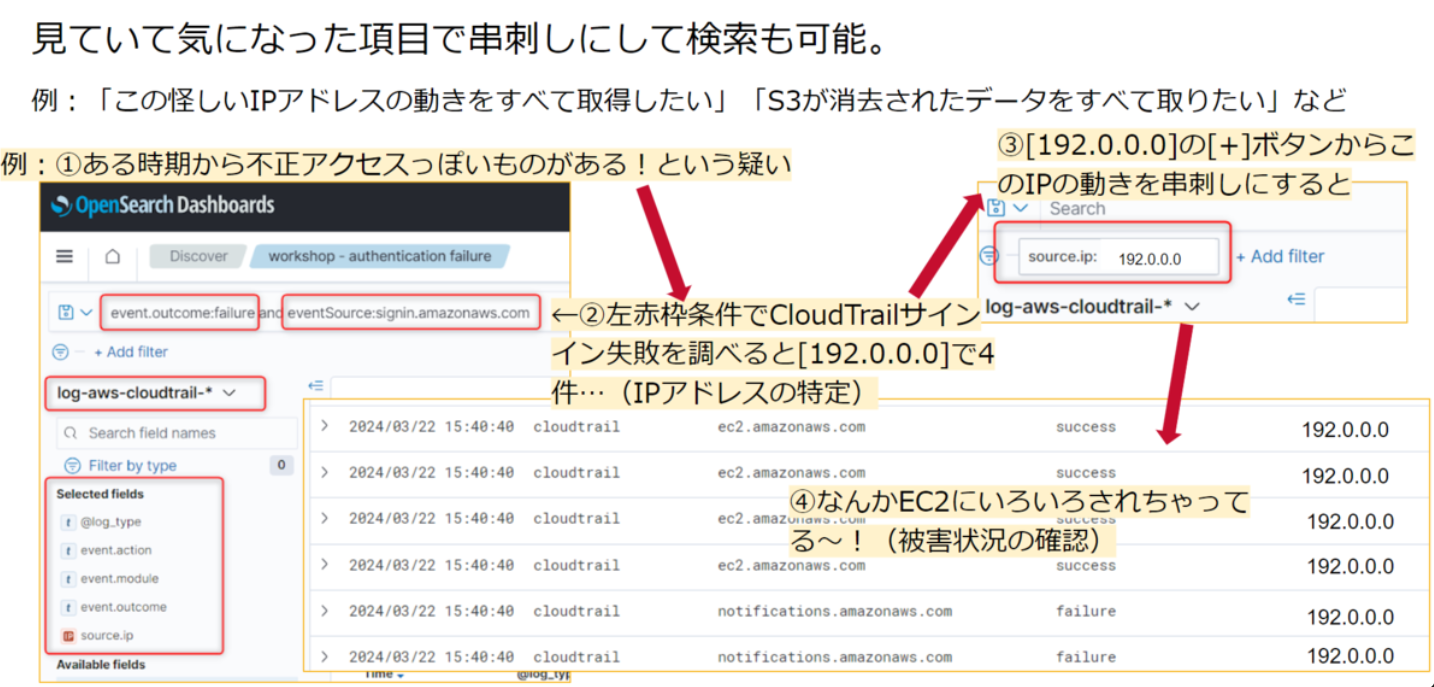 見ていて気になった項目で串刺しにして検索も可能。
例：「この怪しいIPアドレスの動きをすべて取得したい」「S3が消去されたデータをすべて取りたい」など
例：①ある時期から不正アクセスっぽいものがある！という疑い
③[192.0.0.0]の[+]ボタンからこ
のIPの動きを串刺しにすると
OpenSearch Dashboards
Discover
workshop - authentication failure
event.outcome:failure and eventSource:signin.amazonaws.com
+ Add filter
log-aws-cloudtrail-*
Search field names
Filter by type 0
Selected fields
t @log_type
t event.action
t event.module
t event.outcome
IP source.ip
Available fields
←②左赤枠条件でCloudTrailサイン
イン失敗を調べると[192.0.0.0]で4
件…（IPアドレスの特定）
Search
source.ip: 192.0.0.0 + Add filter
log-aws-cloudtrail-*
2024/03/22 15:40:40 cloudtrail ec2.amazonaws.com success 192.0.0.0
2024/03/22 15:40:40 cloudtrail ec2.amazonaws.com success 192.0.0.0
④なんかEC2にいろいろされちゃって
る～！（被害状況の確認）
2024/03/22 15:40:40 cloudtrail ec2.amazonaws.com success 192.0.0.0
2024/03/22 15:40:40 cloudtrail ec2.amazonaws.com success 192.0.0.0
2024/03/22 15:40:40 cloudtrail notifications.amazonaws.com failure 192.0.0.0
2024/03/22 15:40:40 cloudtrail notifications.amazonaws.com failure 192.0.0.0
Time @log_typ